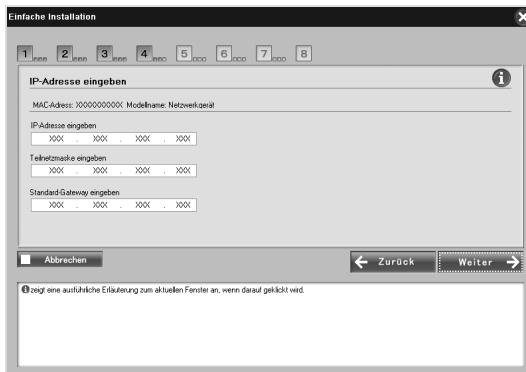 Einfache Installation
1 2 3 4 5 6 7 8
IP-Adresse eingeben
MAC-Adress: XXXXXXXXXX Modellname: Netzwerkgerät
IP-Adresse eingeben
XXX . XXX . XXX . XXX
Teilnetzmaske eingeben
XXX . XXX . XXX . XXX
Standard-Gateway eingeben
XXX . XXX . XXX . XXX
Abbrechen Zurück Weiter
zeigt eine ausführliche Erläuterung zum aktuellen Fenster an, wenn darauf geklickt wird.